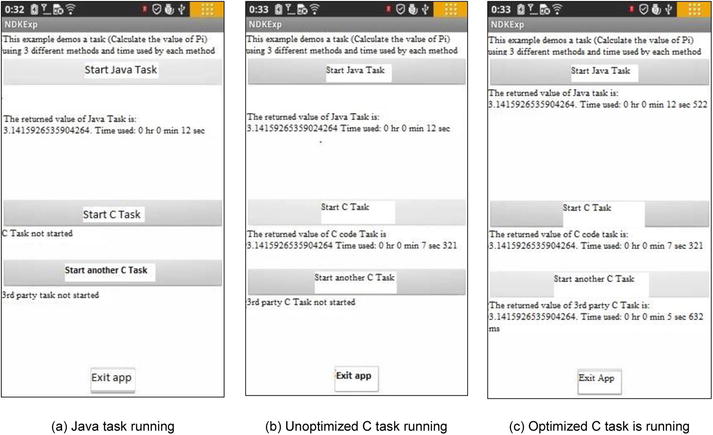 0:32
NDKExp
This example demos a task (Calculate the value of Pi)
using 3 different methods and time used by each method
Start Java Task
The returned value of Java Task is:
3.1415926535904264. Time used: 0 hr 0 min 12 sec
Start C Task
C Task not started
Start another C Task
3rd party task not started
Exit app
(a) Java task running
0:33
NDKExp
This example demos a task (Calculate the value of Pi)
using 3 different methods and time used by each method
Start Java Task
The returned value of Java Task is:
3.14159265359024264 Time used: 0 hr 0 min 12 sec
Start C Task
The returned value of C code Task is
3.1415926535904264 Time used: 0 hr 0 min 7 sec 321
Start another C Task
3rd party C Task not started
Exit app
(b) Unoptimized C task running
0:33
NDKExp
This example demos a task (Calculate the value of Pi)
using 3 different methods and time used by each method
Start Java Task
The returned value of Java task is:
3.1415926535904264. Time used: 0 hr 0 min 12 sec 522
Start C Task
The returned value of C code task is:
3.1415926535904264. Time used: 0 hr 0 min 7 sec 321
Start another C Task
The returned value of 3rd party C Task is:
3.1415926535904264. Time used: 0 hr 0 min 5 sec 632
ms
Exit App
(c) Optimized C task is running